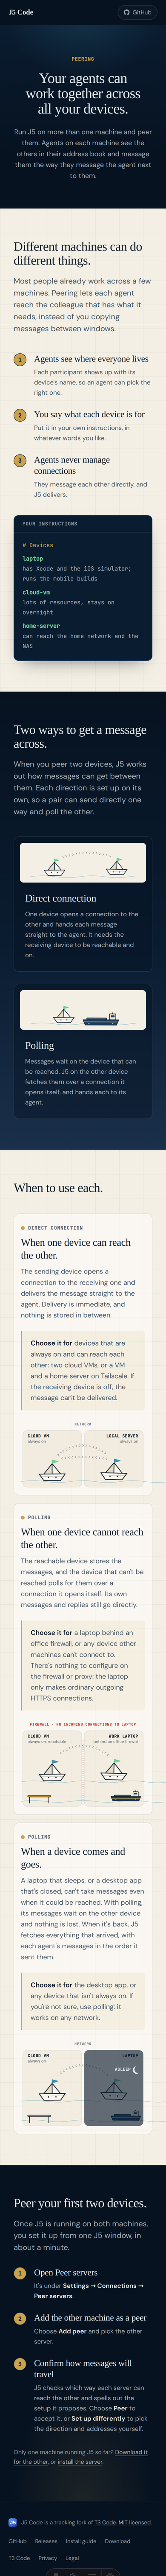 J5 Code
GitHub
PEERING
Your agents can
work together across
all your devices.
Run J5 on more than one machine and peer
them. Agents on each machine see the
others in their address book and message
them the way they message the agent next
to them.
Different machines can do
different things.
Most people already work across a few
machines. Peering lets each agent
reach the colleague that has what it
needs, instead of you copying
messages between windows.
1
Agents see where everyone lives
Each participant shows up with its
device's name, so an agent can pick the
right one.
2
You say what each device is for
Put it in your own instructions, in
whatever words you like.
3
Agents never manage
connections
They message each other directly, and
J5 delivers.
YOUR INSTRUCTIONS
# Devices
laptop
has Xcode and the iOS simulator;
runs the mobile builds
cloud-vm
lots of resources, stays on
overnight
home-server
can reach the home network and the
NAS
Two ways to get a message
across.
When you peer two devices, J5 works
out how messages can get between
them. Each direction is set up on its
own, so a pair can send directly one
way and poll the other.
Direct connection
One device opens a connection to the
other and hands each message
straight to the agent. It needs the
receiving device to be reachable and
on.
Polling
Messages wait on the device that can
be reached. J5 on the other device
fetches them over a connection it
opens itself, and hands each to its
agent.
When to use each.
DIRECT CONNECTION
When one device can reach
the other.
The sending device opens a
connection to the receiving one and
delivers the message straight to the
agent. Delivery is immediate, and
nothing is stored in between.
Choose it for devices that are
always on and can reach each
other: two cloud VMs, or a VM
and a home server on Tailscale. If
the receiving device is off, the
message can't be delivered.
NETWORK
CLOUD VM
always on
LOCAL SERVER
always on
POLLING
When one device cannot reach
the other.
The reachable device stores the
messages, and the device that can't be
reached polls for them over a
connection it opens itself. Its own
messages and replies still go directly.
Choose it for a laptop behind an
office firewall, or any device other
machines can't connect to.
There's nothing to configure on
the firewall or proxy: the laptop
only makes ordinary outgoing
HTTPS connections.
FIREWALL · NO INCOMING CONNECTIONS TO LAPTOP
CLOUD VM
always on, reachable
WORK LAPTOP
behind an office firewall
POLLING
When a device comes and
goes.
A laptop that sleeps, or a desktop app
that's closed, can't take messages even
when it could be reached. With polling,
its messages wait on the other device
and nothing is lost. When it's back, J5
fetches everything that arrived, with
each agent's messages in the order it
sent them.
Choose it for the desktop app, or
any device that isn't always on. If
you're not sure, use polling: it
works on any network.
NETWORK
CLOUD VM
always on
LAPTOP
ASLEEP
Peer your first two devices.
Once J5 is running on both machines,
you set it up from one J5 window, in
about a minute.
1
Open Peer servers
It's under Settings → Connections →
Peer servers.
2
Add the other machine as a peer
Choose Add peer and pick the other
server.
3
Confirm how messages will
travel
J5 checks which way each server can
reach the other and spells out the
setup it proposes. Choose Peer to
accept it, or Set up differently to pick
the direction and addresses yourself.
Only one machine running J5 so far? Download it
for the other, or install the server.
J5
J5 Code is a tracking fork of T3 Code. MIT licensed.
GitHub
Releases
Install guide
Download
T3 Code
Privacy
Legal